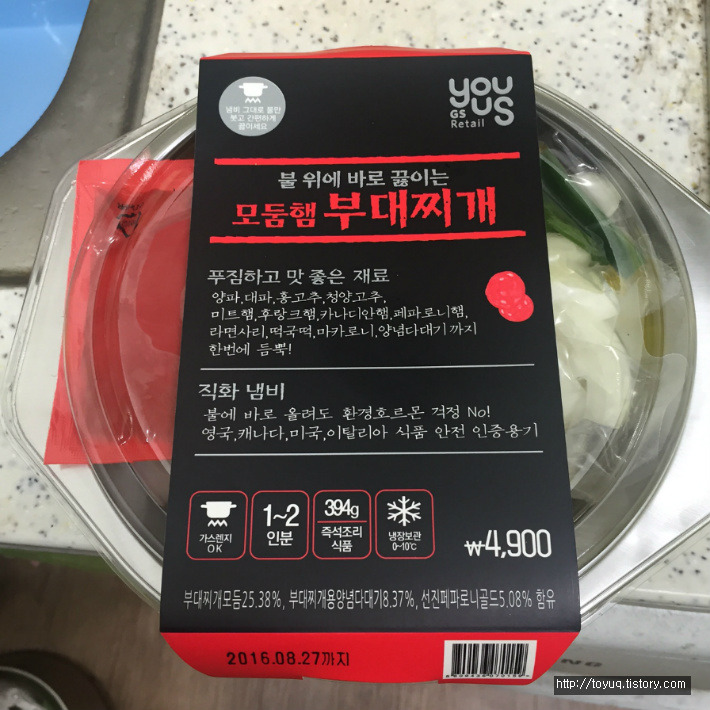 냄비 그대로 물만
붓고 간편하게
끓이세요
you
us
GS
Retail
불 위에 바로 끓이는
모둠햄 부대찌개
푸짐하고 맛 좋은 재료
양파,대파,홍고추,청양고추,
미트햄,후랑크햄,카나디안햄,페파로니햄,
라면사리,떡국떡,마카로니,양념다대기까지
한번에 듬뿍!
직화 냄비
불에 바로 올려도 환경호르몬 걱정 No!
영국,캐나다,미국,이탈리아 식품 안전 인증용기
가스렌지
OK
1~2
인분
394g
즉석조리
식품
냉장보관
0~10℃
₩4,900
부대찌개모듬25.38%, 부대찌개용양념다대기8.37%, 선진페파로니골드5.08% 함유
2016.08.27까지
http://toyuq.tistory.com